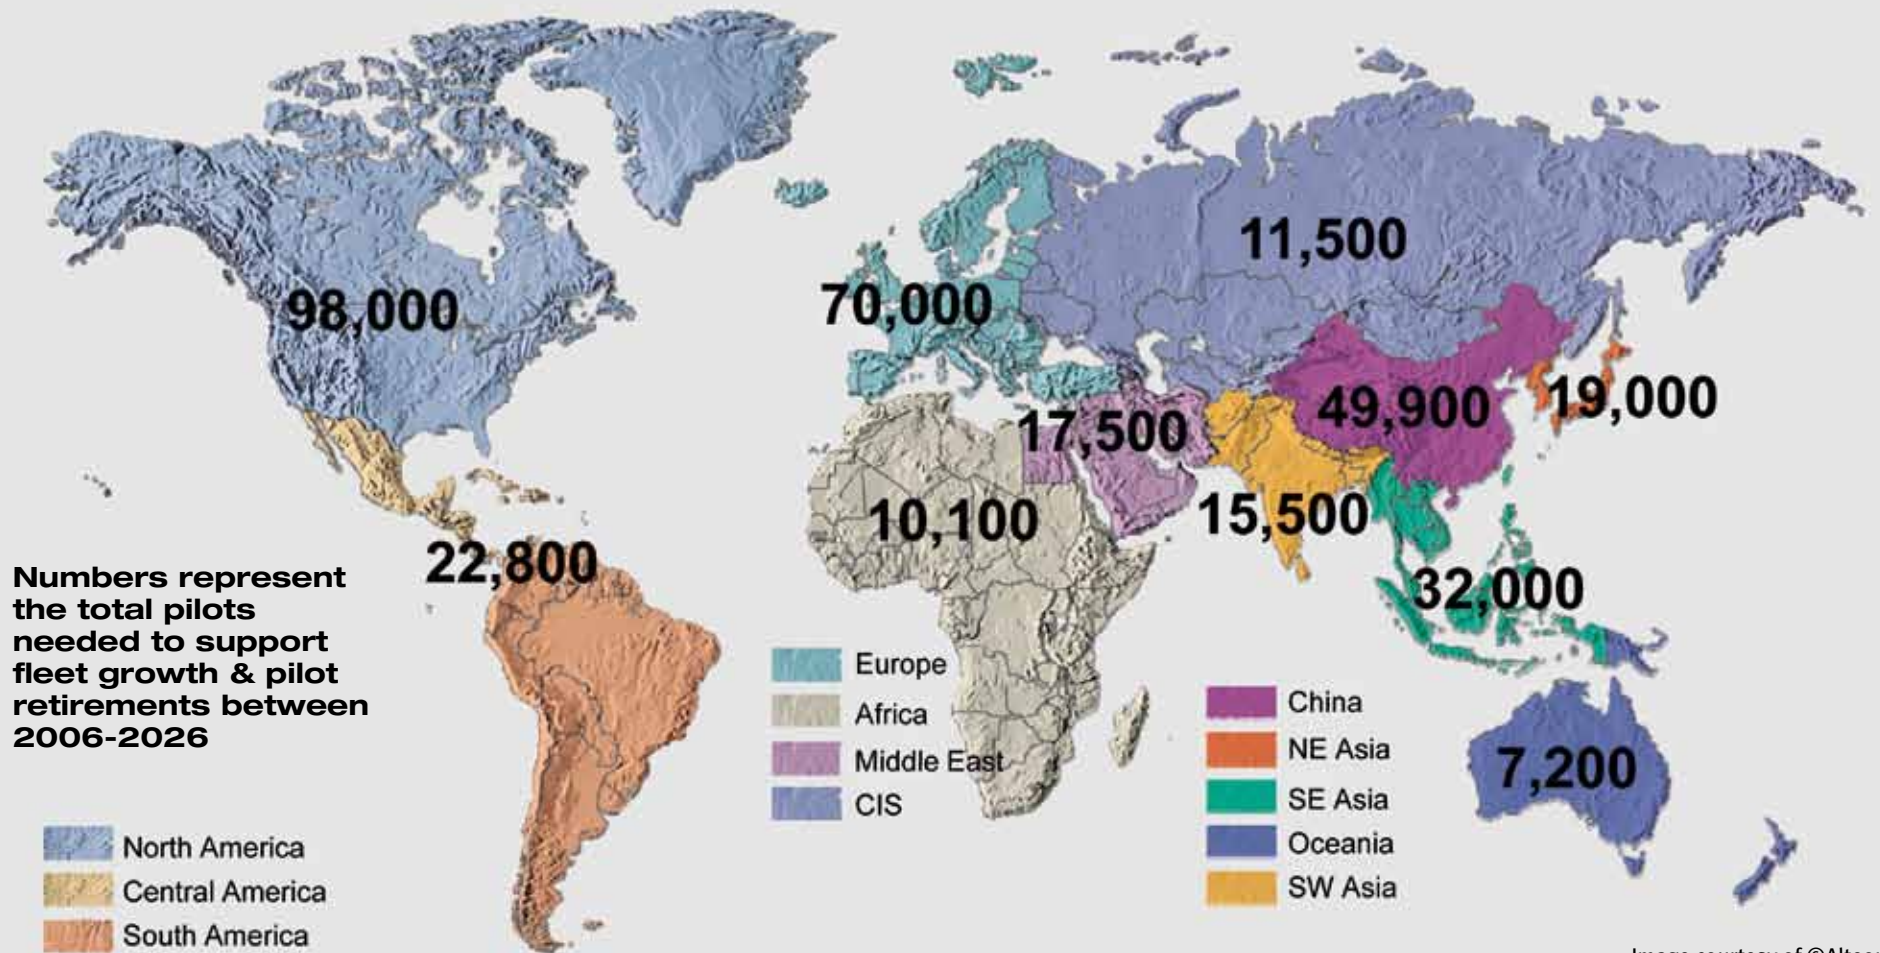 98,000
70,000
11,500
49,900
19,000
17,500
10,100
15,500
22,800
32,000
7,200
Numbers represent
the total pilots
needed to support
fleet growth & pilot
retirements between
2006-2026
North America
Central America
South America
Europe
Africa
Middle East
CIS
China
NE Asia
SE Asia
Oceania
SW Asia